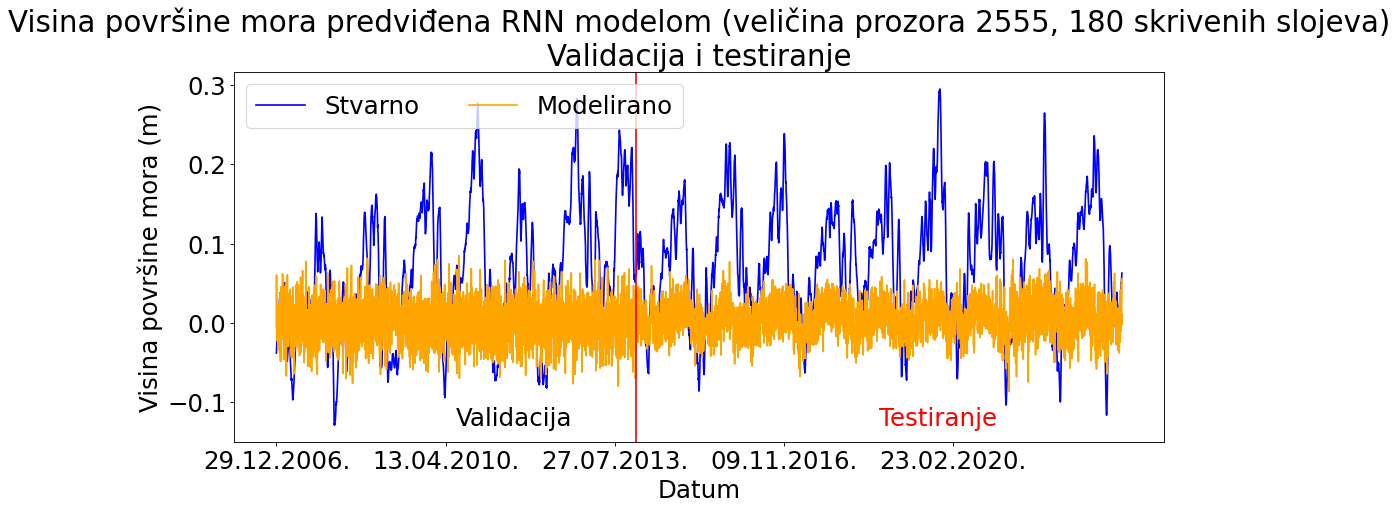 Visina površine mora predviđena RNN modelom (veličina prozora 2555, 180 skrivenih slojeva)
Validacija i testiranje
Stvarno Modelirano
Visina površine mora (m)
0.3
0.2
0.1
0.0
−0.1
Validacija Testiranje
29.12.2006. 13.04.2010. 27.07.2013. 09.11.2016. 23.02.2020.
Datum